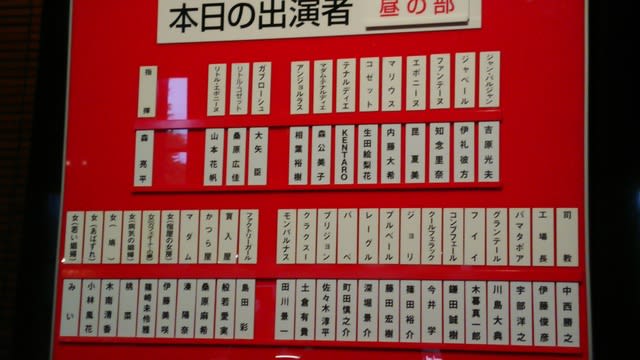 本日の出演者
昼の部
ジャン・バルジャン
吉原光夫
ジャベール
伊礼彼方
ファンテーヌ
知念里奈
エポニーヌ
昆夏美
マリウス
内藤大希
コゼット
生田絵梨花
テナルディエ
KENTARO
マダム・テナルディエ
森公美子
アンジョルラス
相葉裕樹
ガブローシュ
大矢臣
リトル・コゼット
桑原広佳
リトル・エポニーヌ
山本花帆
指揮
森亮平
司教
中西勝之
工場長
伊藤俊彦
バマタボア
宇部洋之
グランテール
川島大典
フイイ
木暮真一郎
コンブフェール
鎌田誠樹
クールフェラック
今井学
ジョリ
篠田裕介
プルベール
藤田宏樹
レーグル
深堀景介
バベ
町田慎之介
ブリジョン
佐々木淳平
クラクスー
土倉有貴
モンパルナス
田川景一
ファクトリーガール
島田彩
買入屋
般若愛実
かつら屋
桑原麻希
マダム
湊陽奈
女(宿屋の女房)
伊藤美咲
篠崎未伶雅
女(病気の娼婦)
桃菜
女(鳩)
木南清香
女(あばずれ)
小林風花
女(若い娼婦)
みい